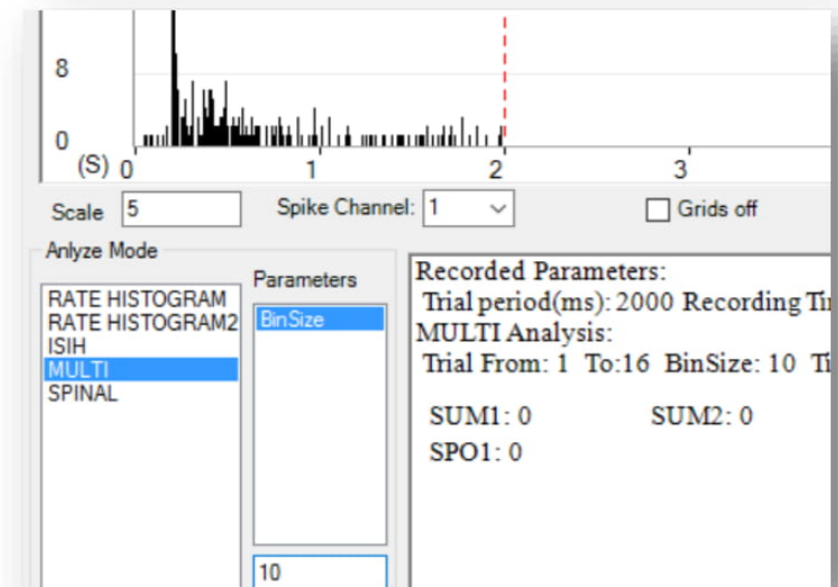 8
0
(S) 0 1 2 3
Scale 5 Spike Channel: 1 Grids off
Anlyze Mode
Parameters
RATE HISTOGRAM
RATE HISTOGRAM2
ISIH
MULTI
SPINAL
BinSize
10
Recorded Parameters:
Trial period(ms): 2000 Recording
MULTI Analysis:
Trial From: 1 To:16 BinSize: 10
SUM1: 0 SUM2: 0
SPO1: 0